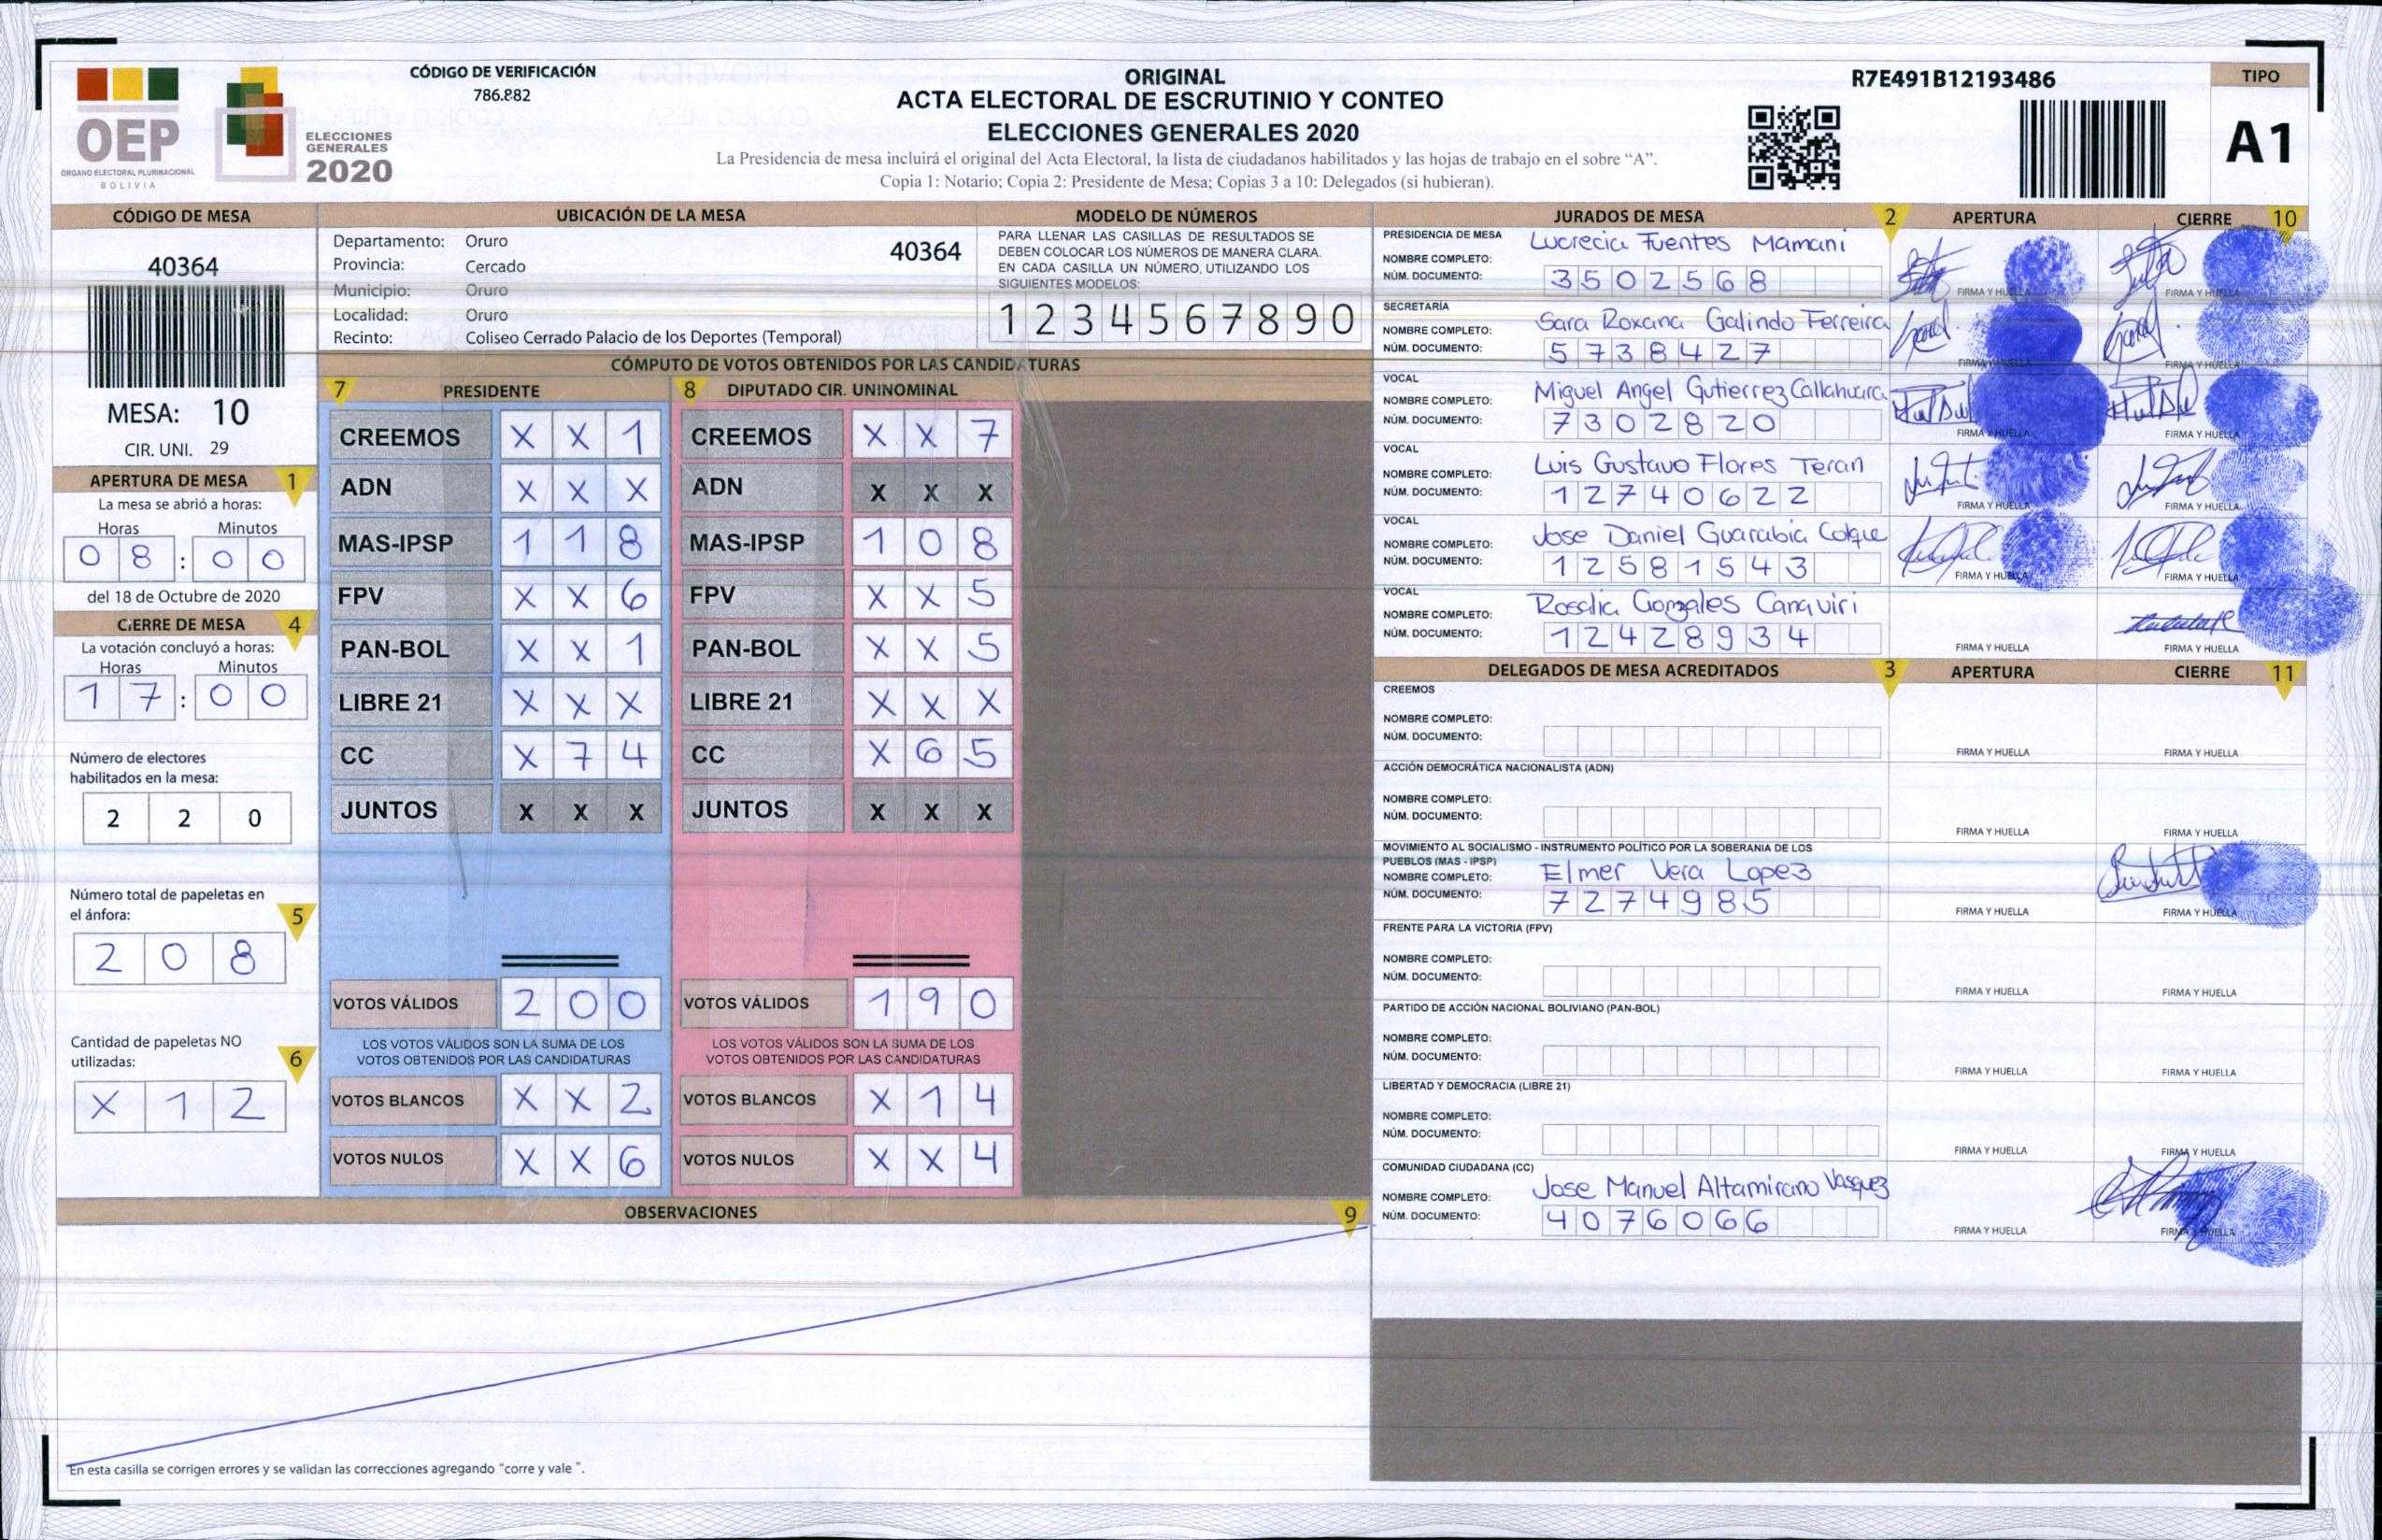 OEP
ÓRGANO ELECTORAL PLURINACIONAL
BOLIVIA
ELECCIONES
GENERALES
2020
CÓDIGO DE VERIFICACIÓN
786.882
ORIGINAL
ACTA ELECTORAL DE ESCRUTINIO Y CONTEO
ELECCIONES GENERALES 2020
La Presidencia de mesa incluirá el original del Acta Electoral, la lista de ciudadanos habilitados y las hojas de trabajo en el sobre “A”.
Copia 1: Notario; Copia 2: Presidente de Mesa; Copias 3 a 10: Delegados (si hubieran).
R7E491B12193486
TIPO
A1
CÓDIGO DE MESA
40364
MESA: 10
CIR. UNI. 29
APERTURA DE MESA 1
La mesa se abrió a horas:
Horas Minutos
0 8 : 0 0
del 18 de Octubre de 2020
CIERRE DE MESA 4
La votación concluyó a horas:
Horas Minutos
1 7 : 0 0
Número de electores
habilitados en la mesa:
2 2 0
Número total de papeletas en
el ánfora: 5
2 0 8
Cantidad de papeletas NO
utilizadas: 6
X 1 2
UBICACIÓN DE LA MESA
Departamento: Oruro
40364
Provincia: Cercado
Municipio: Oruro
Localidad: Oruro
Recinto: Coliseo Cerrado Palacio de los Deportes (Temporal)
MODELO DE NÚMEROS
PARA LLENAR LAS CASILLAS DE RESULTADOS SE
DEBEN COLOCAR LOS NÚMEROS DE MANERA CLARA.
EN CADA CASILLA UN NÚMERO, UTILIZANDO LOS
SIGUIENTES MODELOS:
1 2 3 4 5 6 7 8 9 0
CÓMPUTO DE VOTOS OBTENIDOS POR LAS CANDIDATURAS
7 PRESIDENTE
CREEMOS X X 1
ADN X X X
MAS-IPSP 1 1 8
FPV X X 6
PAN-BOL X X 1
LIBRE 21 X X X
CC X 7 4
JUNTOS X X X
VOTOS VÁLIDOS 2 0 0
LOS VOTOS VÁLIDOS SON LA SUMA DE LOS
VOTOS OBTENIDOS POR LAS CANDIDATURAS
VOTOS BLANCOS X X 2
VOTOS NULOS X X 6
8 DIPUTADO CIR. UNINOMINAL
CREEMOS X X 7
ADN X X X
MAS-IPSP 1 0 8
FPV X X 5
PAN-BOL X X 5
LIBRE 21 X X X
CC X 6 5
JUNTOS X X X
VOTOS VÁLIDOS 1 9 0
LOS VOTOS VÁLIDOS SON LA SUMA DE LOS
VOTOS OBTENIDOS POR LAS CANDIDATURAS
VOTOS BLANCOS X 1 4
VOTOS NULOS X X 4
OBSERVACIONES 9
En esta casilla se corrigen errores y se validan las correcciones agregando “corre y vale ”.
JURADOS DE MESA 2 APERTURA CIERRE 10
PRESIDENCIA DE MESA
NOMBRE COMPLETO: Lucrecia Fuentes Mamani
NÚM. DOCUMENTO: 3502568
FIRMA Y HUELLA FIRMA Y HUELLA
SECRETARÍA
NOMBRE COMPLETO: Sara Roxana Galindo Ferreira
NÚM. DOCUMENTO: 5738427
FIRMA Y HUELLA FIRMA Y HUELLA
VOCAL
NOMBRE COMPLETO: Miguel Angel Gutierrez
NÚM. DOCUMENTO: 7302820
FIRMA Y HUELLA FIRMA Y HUELLA
VOCAL
NOMBRE COMPLETO: Luis Gustavo Flores Teran
NÚM. DOCUMENTO: 12740622
FIRMA Y HUELLA FIRMA Y HUELLA
VOCAL
NOMBRE COMPLETO: Jose Daniel Guarabia Colque
NÚM. DOCUMENTO: 12581543
FIRMA Y HUELLA FIRMA Y HUELLA
VOCAL
NOMBRE COMPLETO: Rosalia Gonzales Canquiri
NÚM. DOCUMENTO: 12428934
FIRMA Y HUELLA FIRMA Y HUELLA
DELEGADOS DE MESA ACREDITADOS 3 APERTURA CIERRE 11
CREEMOS
NOMBRE COMPLETO:
NÚM. DOCUMENTO:
FIRMA Y HUELLA FIRMA Y HUELLA
ACCIÓN DEMOCRÁTICA NACIONALISTA (ADN)
NOMBRE COMPLETO:
NÚM. DOCUMENTO:
FIRMA Y HUELLA FIRMA Y HUELLA
MOVIMIENTO AL SOCIALISMO - INSTRUMENTO POLÍTICO POR LA SOBERANIA DE LOS
PUEBLOS (MAS - IPSP)
NOMBRE COMPLETO: Elmer Vera Lopez
NÚM. DOCUMENTO: 7274985
FIRMA Y HUELLA FIRMA Y HUELLA
FRENTE PARA LA VICTORIA (FPV)
NOMBRE COMPLETO:
NÚM. DOCUMENTO:
FIRMA Y HUELLA FIRMA Y HUELLA
PARTIDO DE ACCIÓN NACIONAL BOLIVIANO (PAN-BOL)
NOMBRE COMPLETO:
NÚM. DOCUMENTO:
FIRMA Y HUELLA FIRMA Y HUELLA
LIBERTAD Y DEMOCRACIA (LIBRE 21)
NOMBRE COMPLETO:
NÚM. DOCUMENTO:
FIRMA Y HUELLA FIRMA Y HUELLA
COMUNIDAD CIUDADANA (CC)
NOMBRE COMPLETO: Jose Manuel Altamirano Vasquez
NÚM. DOCUMENTO: 4076066
FIRMA Y HUELLA FIRMA Y HUELLA